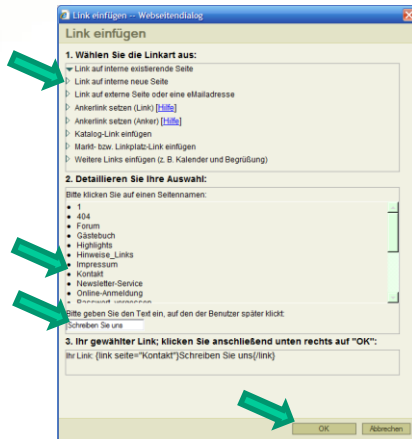 Link einfügen -- Webseitendialog
Link einfügen
1. Wählen Sie die Linkart aus:
Link auf interne existierende Seite
Link auf interne neue Seite
Link auf externe Seite oder eine eMailadresse
Ankerlink setzen (Link) [Hilfe]
Ankerlink setzen (Anker) [Hilfe]
Katalog-Link einfügen
Markt- bzw. Linkplatz-Link einfügen
Weitere Links einfügen (z. B. Kalender und Begrüßung)
2. Detaillieren Sie Ihre Auswahl:
Bitte klicken Sie auf einen Seitennamen:
1
404
Forum
Gästebuch
Highlights
Hinweise_Links
Impressum
Kontakt
Newsletter-Service
Online-Anmeldung
Passwort_vergessen
Bitte geben Sie den Text ein, auf den der Benutzer später klickt:
Schreiben Sie uns
3. Ihr gewählter Link; klicken Sie anschließend unten rechts auf "OK":
Ihr Link: {link seite="Kontakt"}Schreiben Sie uns{/link}
OK Abbrechen